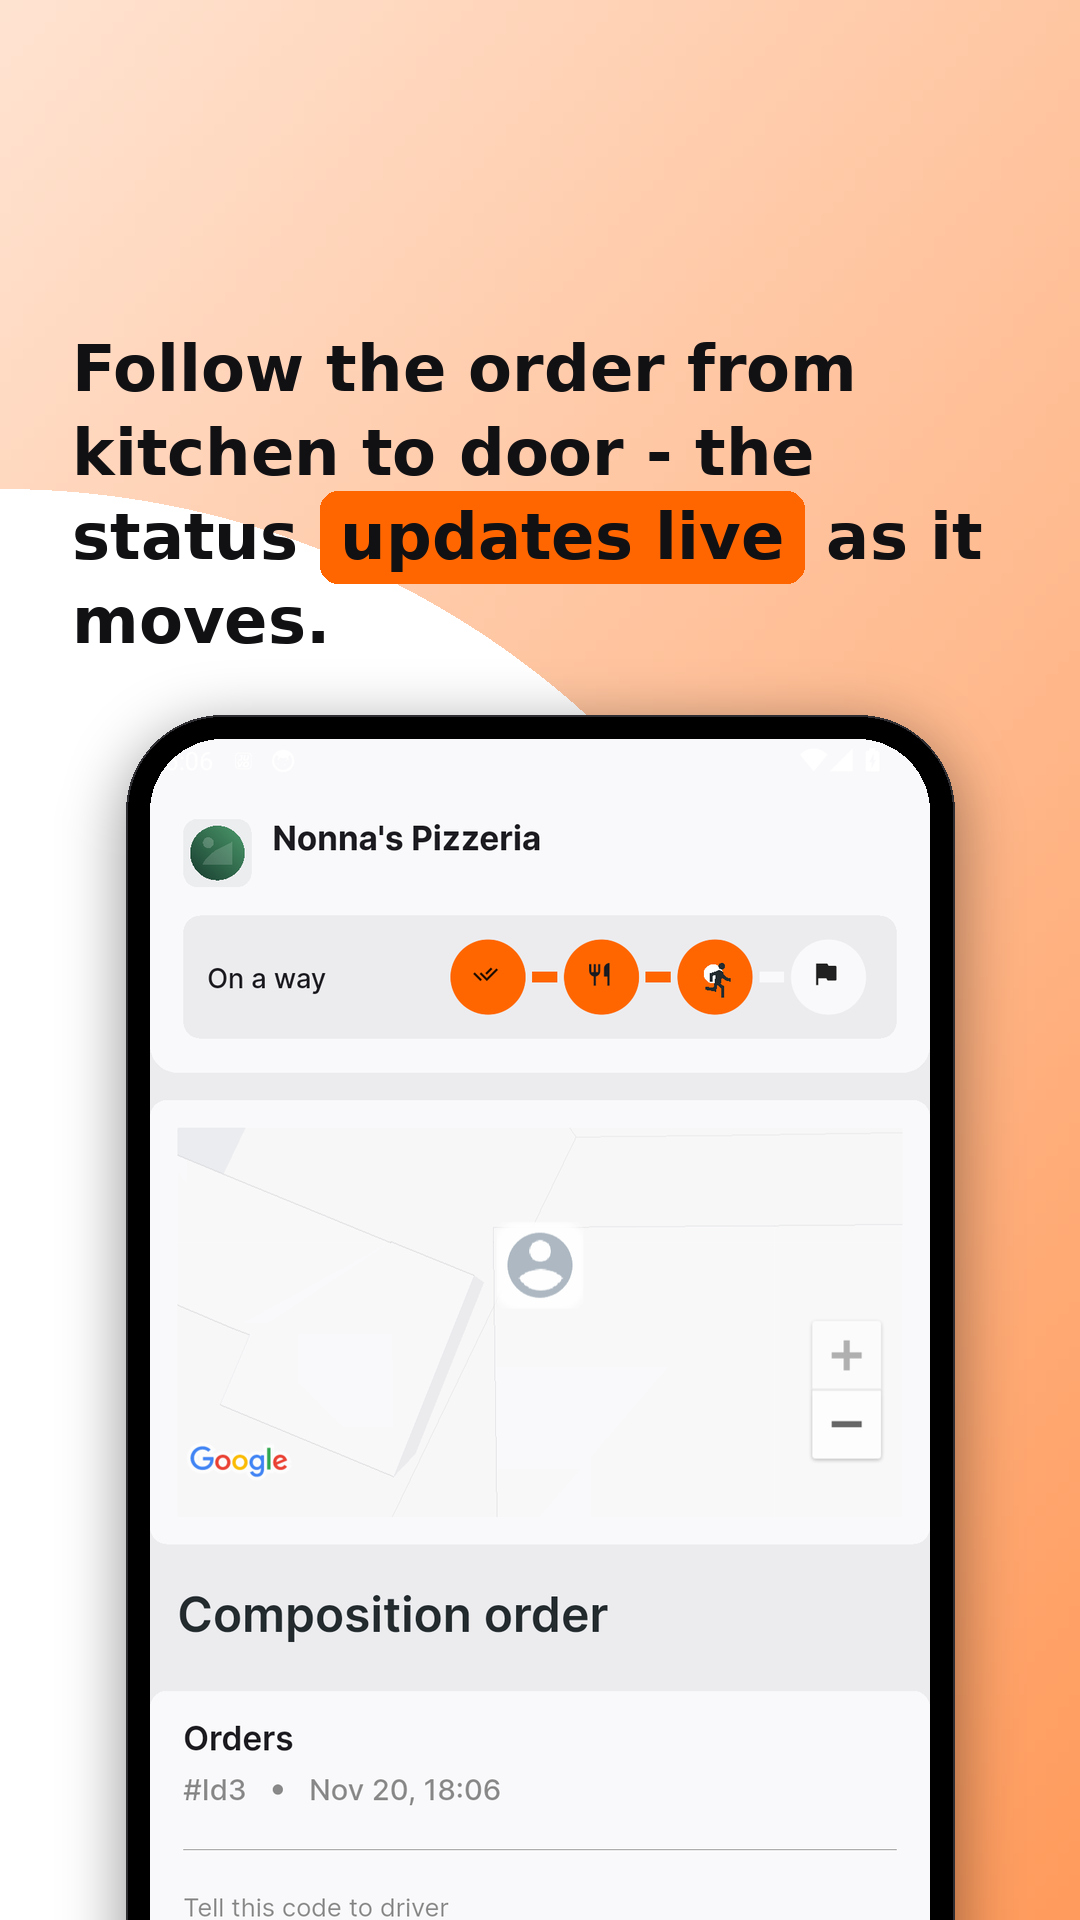 Follow the order from
kitchen to door - the
status updates live as it
moves.
Nonna's Pizzeria
On a way
Google
Composition order
Orders
#Id3 • Nov 20, 18:06
Tell this code to driver